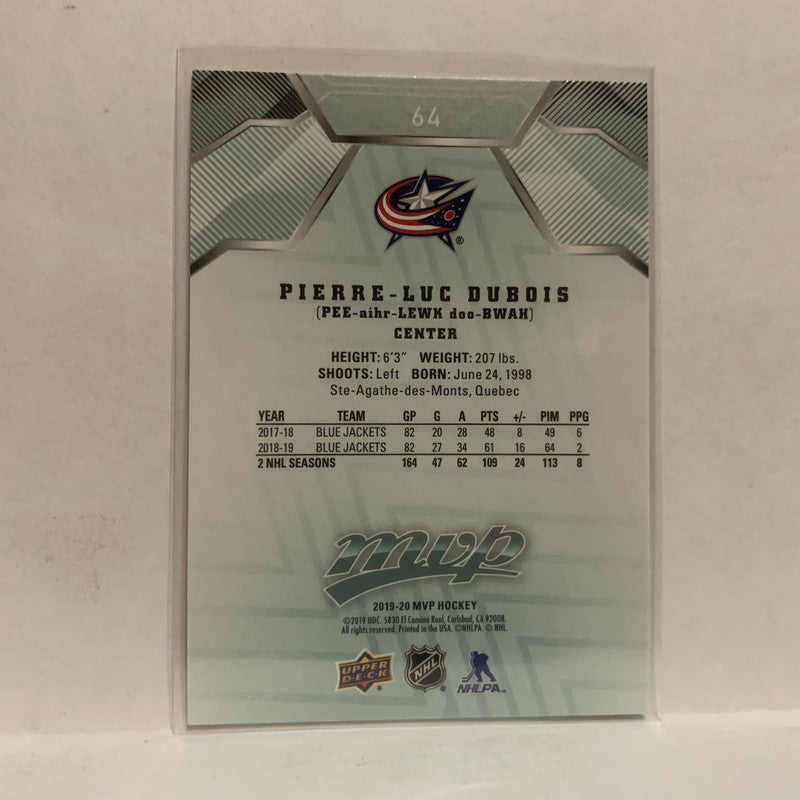 64
PIERRE-LUC DUBOIS
(PEE-aihr-LEWK doo-BWAH)
CENTER
HEIGHT: 6'3" WEIGHT: 207 lbs.
SHOOTS: Left BORN: June 24, 1998
Ste-Agathe-des-Monts, Quebec
YEAR TEAM GP G A PTS +/- PIM PPG
2017-18 BLUE JACKETS 82 20 28 48 8 49 6
2018-19 BLUE JACKETS 82 27 34 61 16 64 2
2 NHL SEASONS 164 47 62 109 24 113 8
mvp
2019-20 MVP HOCKEY
©2019 UDC. 5830 El Camino Real, Carlsbad, CA 92008.
All rights reserved. Printed in the USA. ©NHLPA. © NHL.
UPPER DECK NHL NHLPA